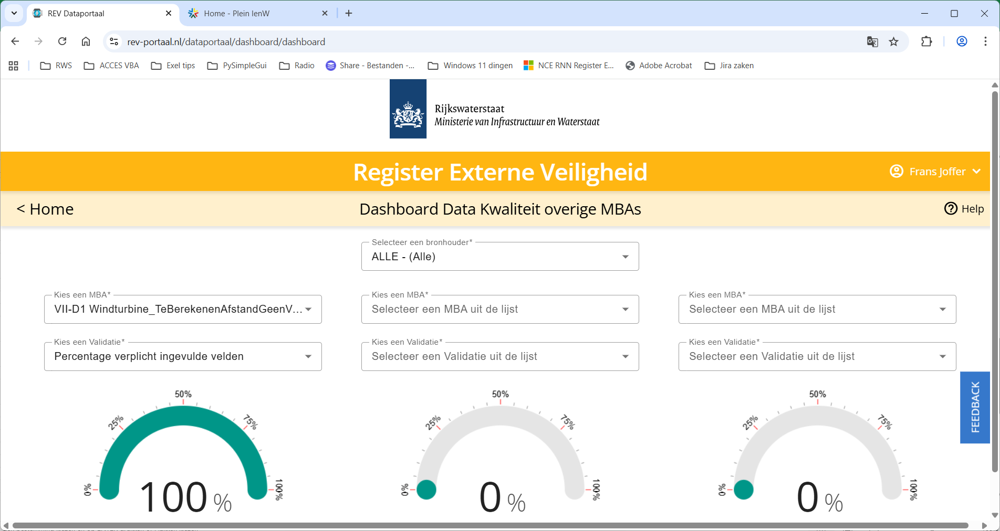 REV Dataportaal
Home - Plein IenW
rev-portaal.nl/dataportaal/dashboard/dashboard
RWS
ACCES VBA
Exel tips
PySimpleGui
Radio
Share - Bestanden -...
Windows 11 dingen
NCE RNN Register E...
Adobe Acrobat
Jira zaken
Rijkswaterstaat
Ministerie van Infrastructuur en Waterstaat
Register Externe Veiligheid
Frans Joffer
< Home
Dashboard Data Kwaliteit overige MBAs
Help
Selecteer een bronhouder*
ALLE - (Alle)
Kies een MBA*
Kies een MBA*
Kies een MBA*
VII-D1 Windturbine_TeBerekenenAfstandGeenV...
Selecteer een MBA uit de lijst
Selecteer een MBA uit de lijst
Kies een Validatie*
Kies een Validatie*
Kies een Validatie*
Percentage verplicht ingevulde velden
Selecteer een Validatie uit de lijst
Selecteer een Validatie uit de lijst
FEEDBACK
0%
25%
50%
75%
100%
100 %
0%
25%
50%
75%
100%
0 %
0%
25%
50%
75%
100%
0 %